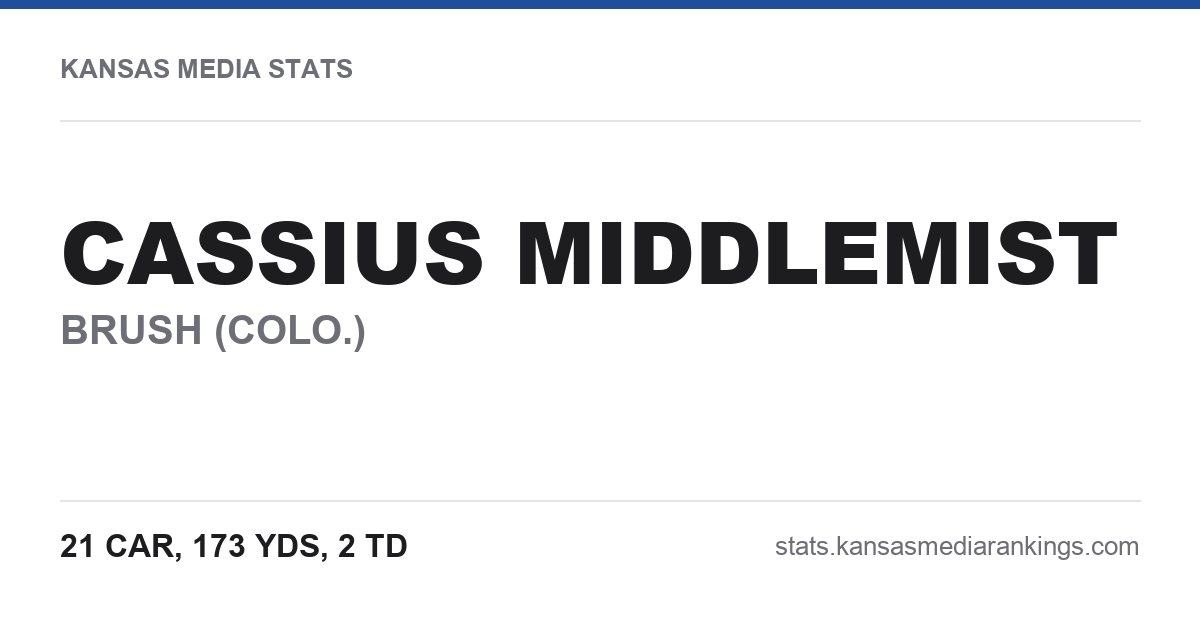 KANSAS MEDIA STATS
CASSIUS MIDDLEMIST
BRUSH (COLO.)
21 CAR, 173 YDS, 2 TD
stats.kansasmediarankings.com